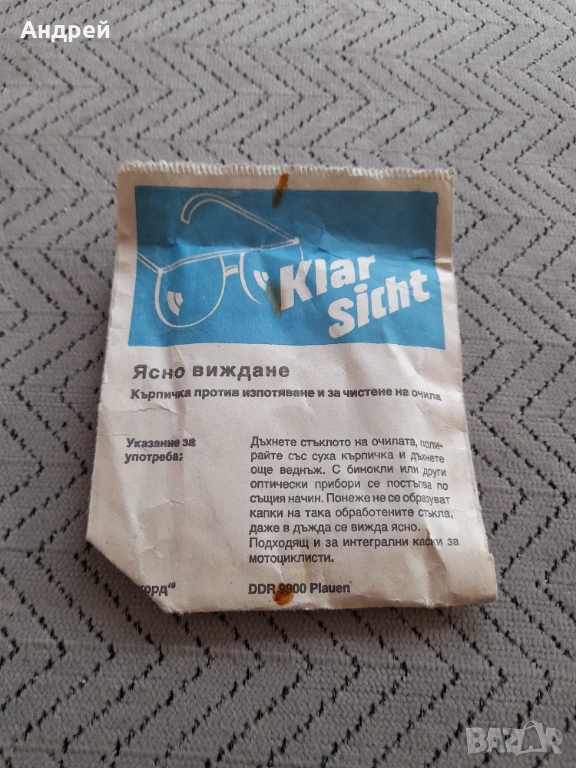 Андрей
Klar
Sicht
Ясно виждане
Кърпичка против изпотяване и за чистене на очила
Указание за
употреба:
Дъхнете стъклото на очилата, поли-
райте със суха кърпичка и дъхнете
още веднъж. С бинокли или други
оптически прибори се постъпва по
същия начин. Понеже не се образуват
капки на така обработените стъкла,
даже в дъжда се вижда ясно.
Подходящ и за интегрални каски за
мотоциклисти.
корд" DDR 9900 Plauen
BAZAR